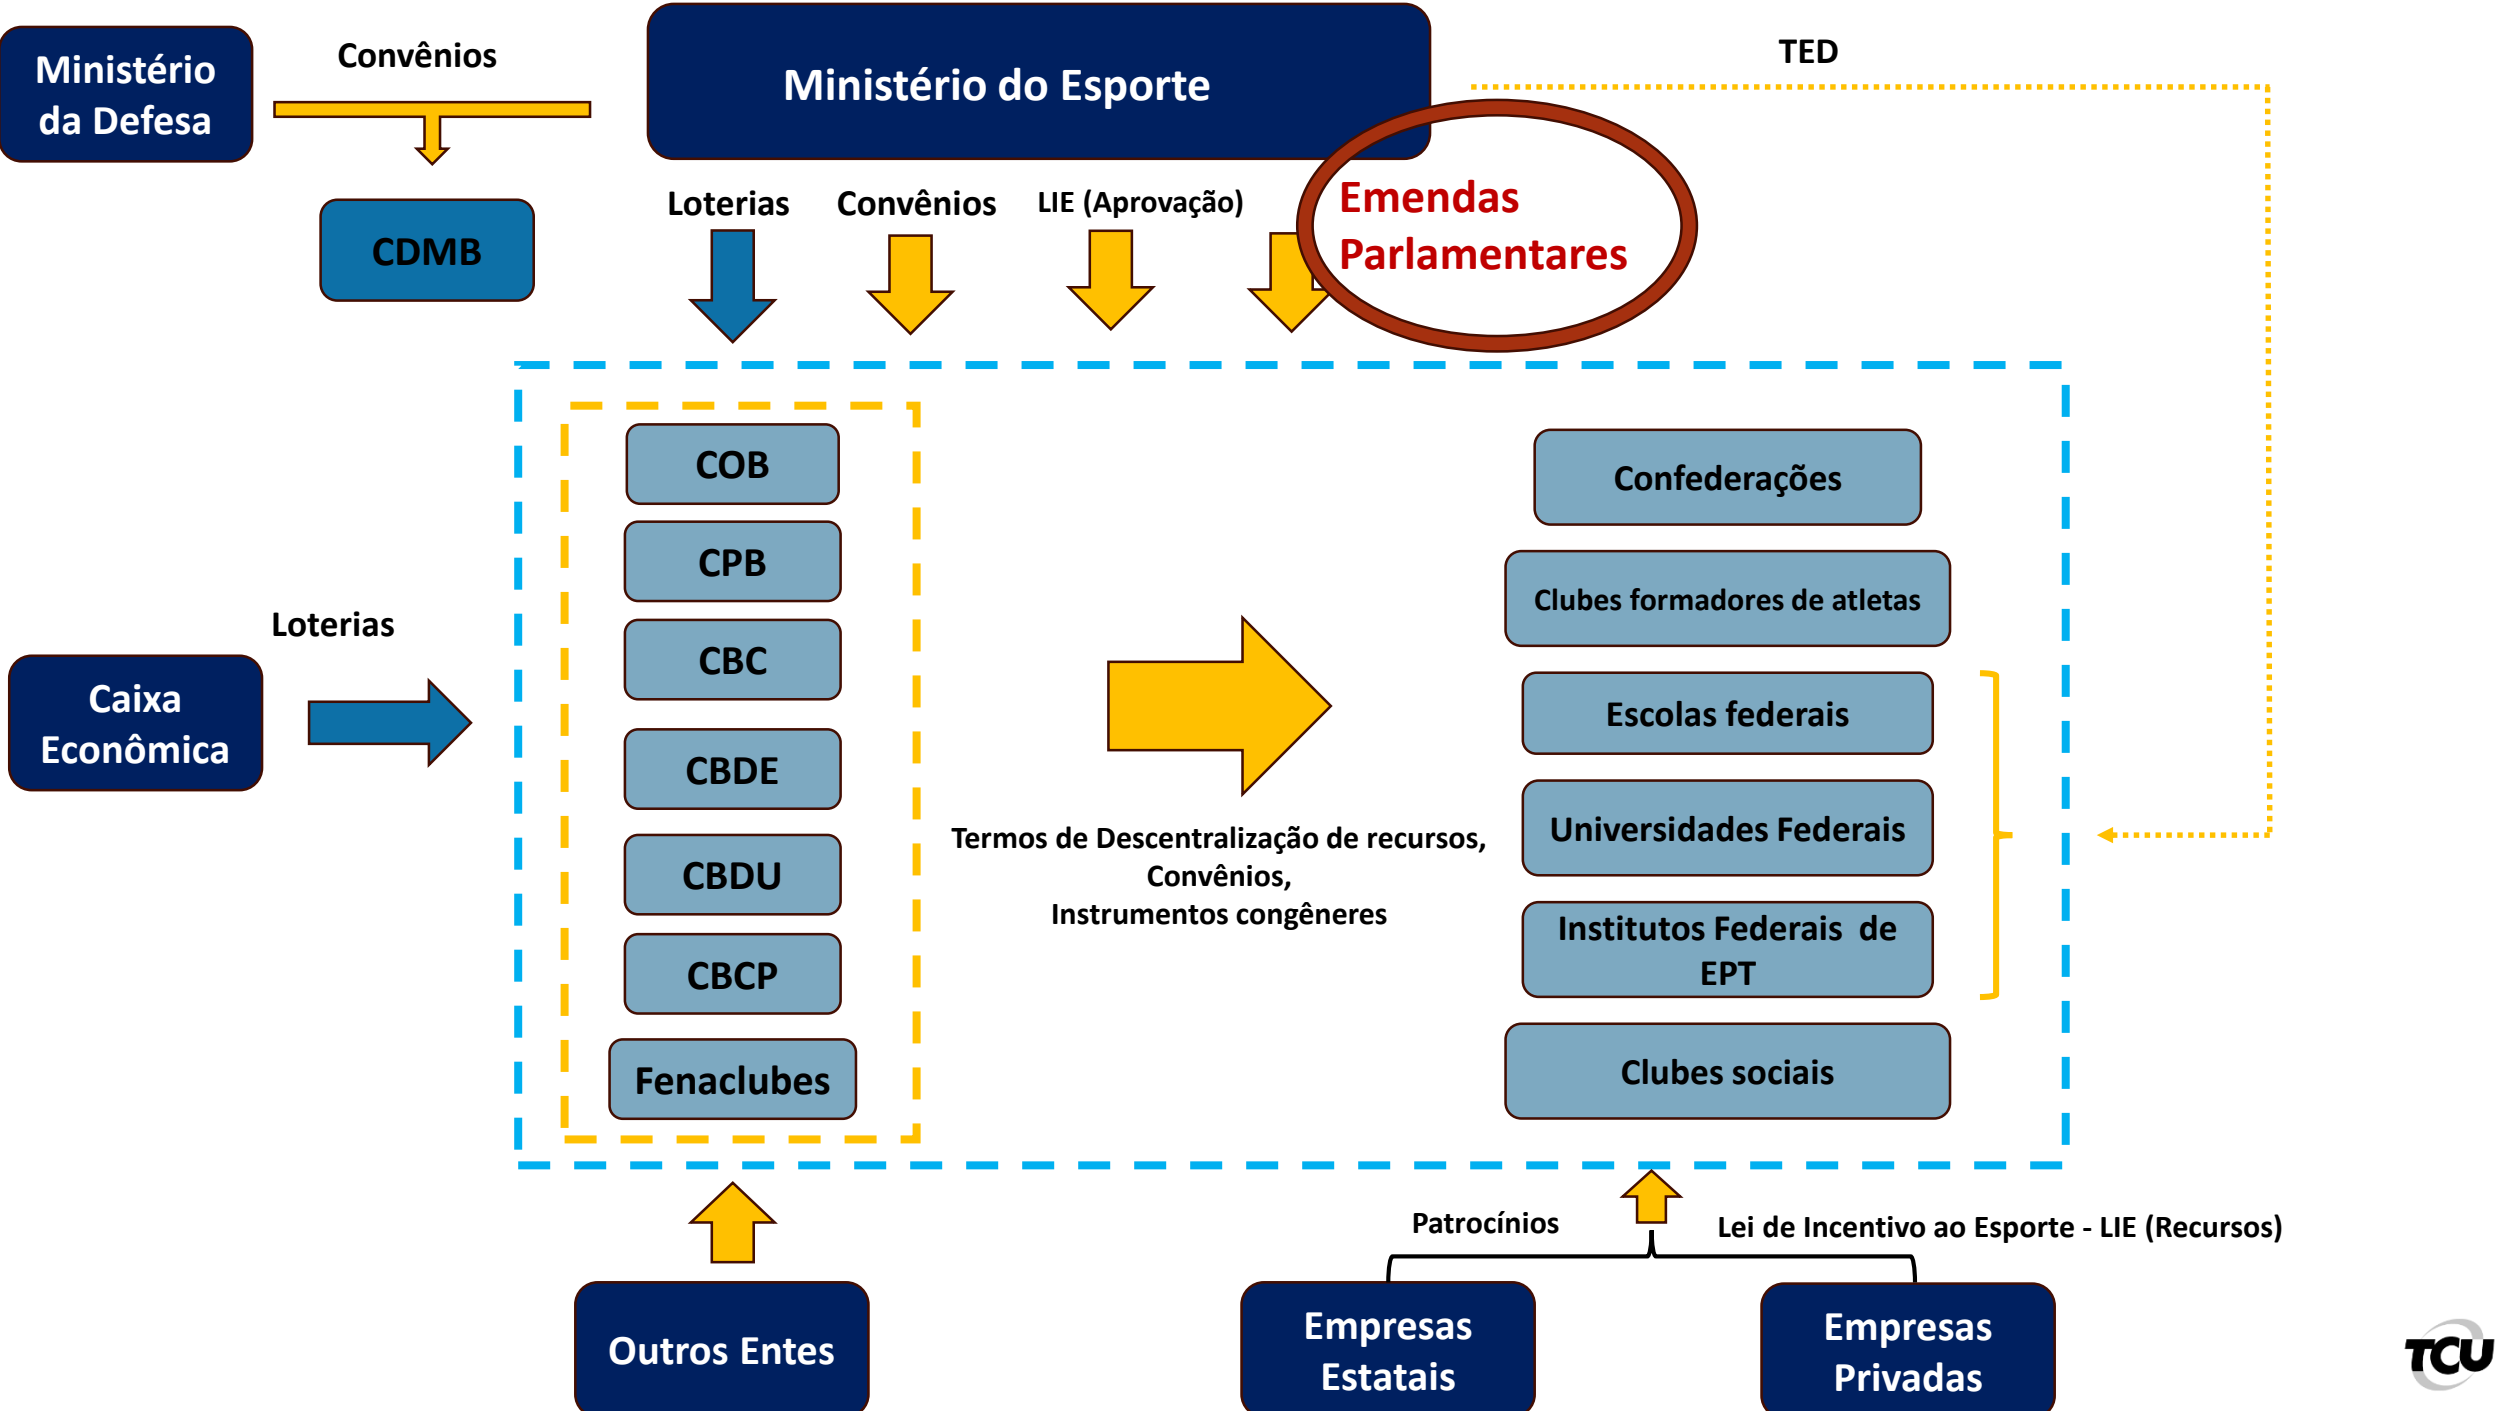 Ministério
da Defesa
Convênios
Ministério do Esporte
TED
CDMB
Loterias
Convênios
LIE (Aprovação)
Emendas
Parlamentares
COB
CPB
CBC
CBDE
CBDU
CBCP
Fenaclubes
Loterias
Caixa
Econômica
Termos de Descentralização de recursos,
Convênios,
Instrumentos congêneres
Confederações
Clubes formadores de atletas
Escolas federais
Universidades Federais
Institutos Federais  de
EPT
Clubes sociais
Patrocínios
Lei de Incentivo ao Esporte - LIE (Recursos)
Outros Entes
Empresas
Estatais
Empresas
Privadas
TCU